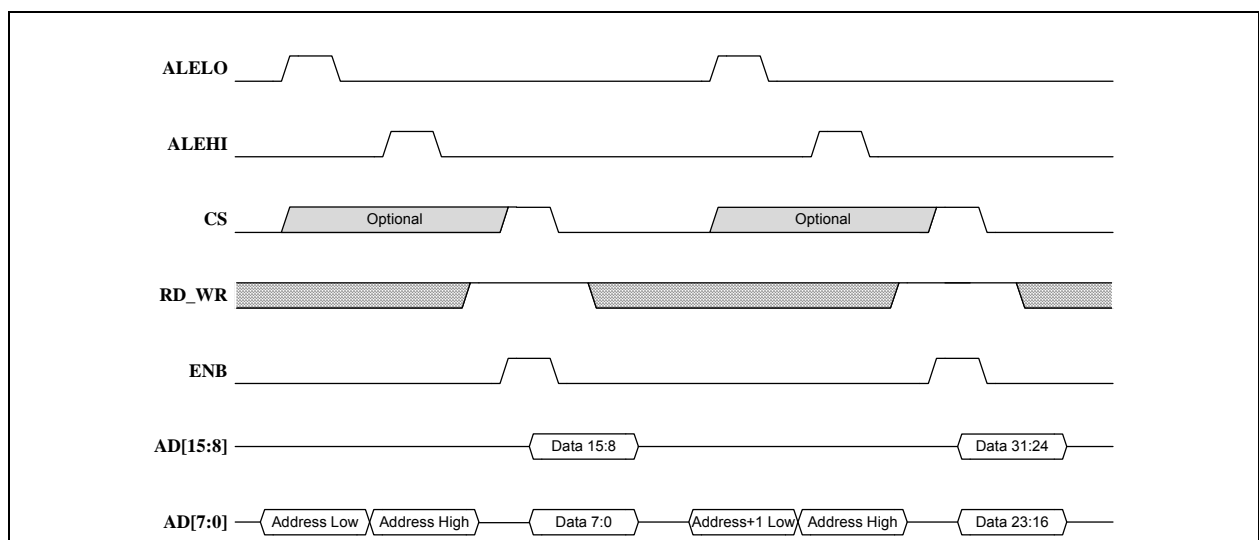 ALELO
ALEHI
CS Optional Optional
RD_WR
ENB
AD[15:8] Data 15:8 Data 31:24
AD[7:0] Address Low Address High Data 7:0 Address+1 Low Address High Data 23:16